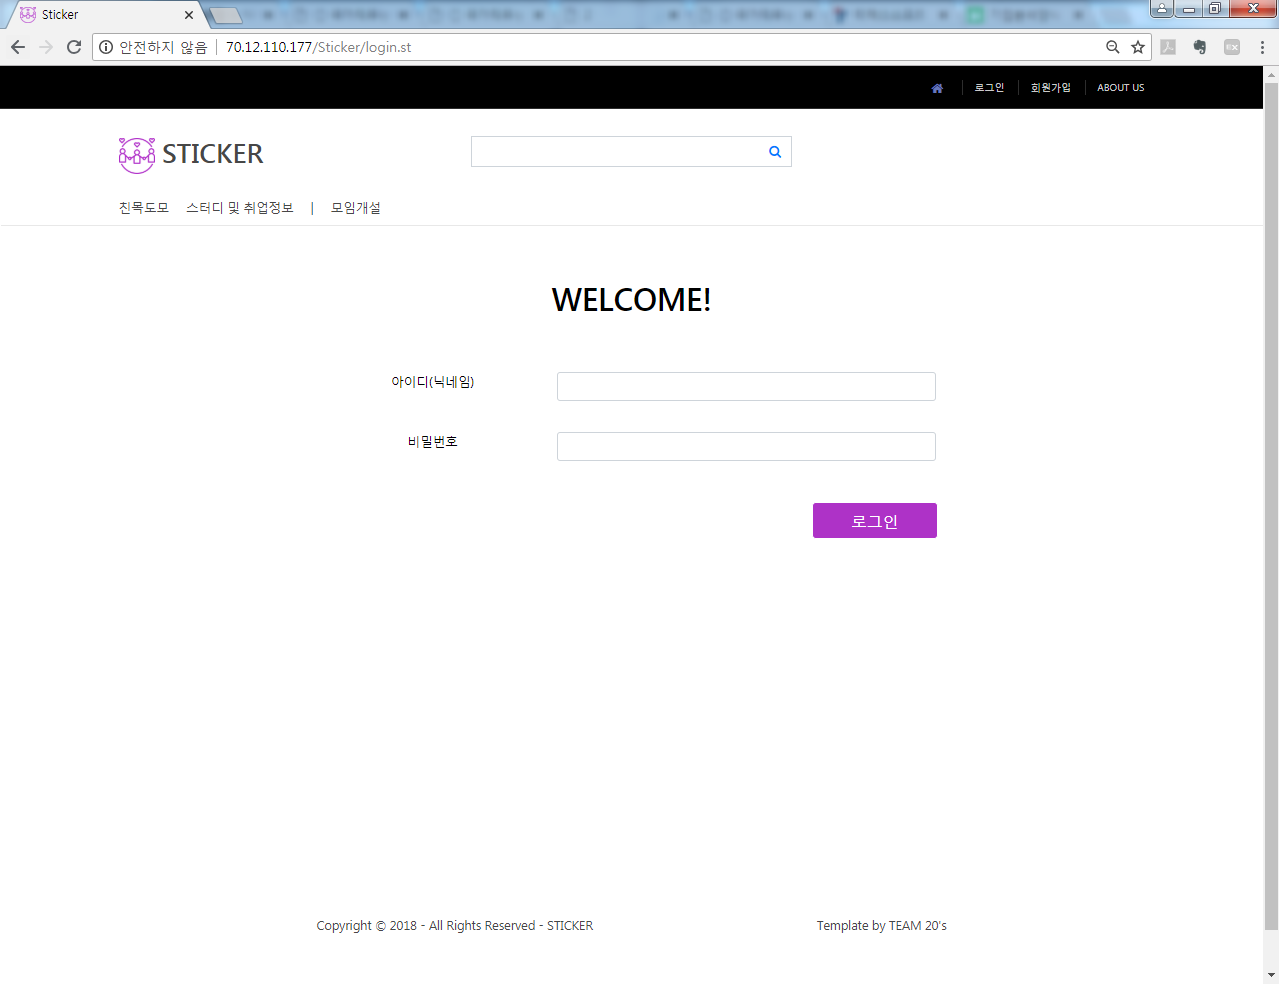 Sticker
안전하지 않음 | 70.12.110.177/Sticker/login.st
로그인 회원가입 ABOUT US
STICKER
친목도모 스터디 및 취업정보 | 모임개설
WELCOME!
아이디(닉네임)
비밀번호
로그인
Copyright © 2018 - All Rights Reserved - STICKER Template by TEAM 20's